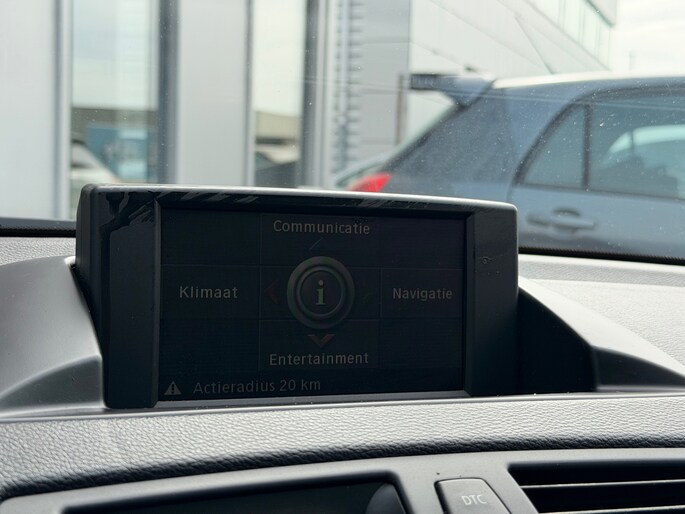 Communicatie
Klimaat
i
Navigatie
Entertainment
Actieradius 20 km
DTC